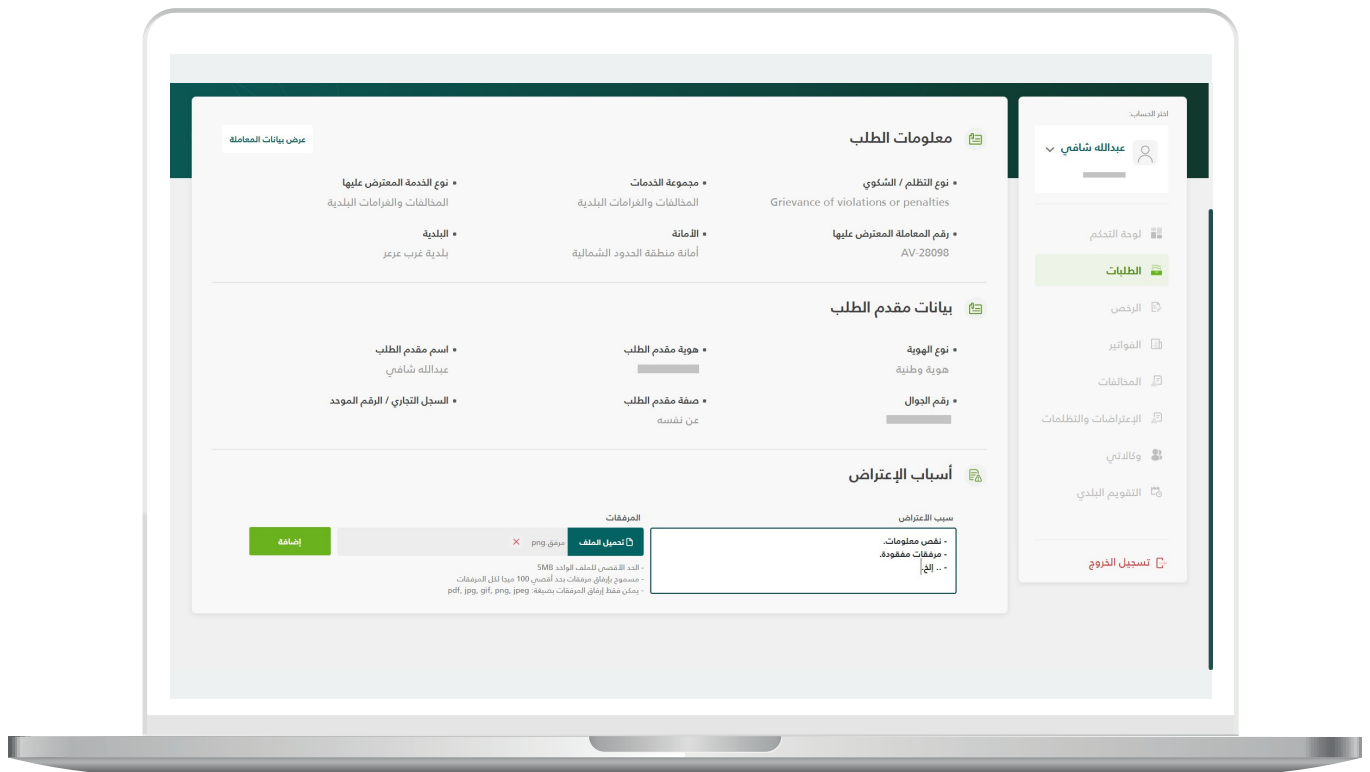 اختر الحساب:
عبدالله شافي
لوحة التحكم
الطلبات
الرخص
الفواتير
المخالفات
الإعتراضات والتظلمات
وكالاتي
التقويم البلدي
تسجيل الخروج
معلومات الطلب
عرض بيانات المعاملة
نوع التظلم / الشكوي
مجموعة الخدمات
نوع الخدمة المعترض عليها
Grievance of violations or penalties
المخالفات والغرامات البلدية
المخالفات والغرامات البلدية
رقم المعاملة المعترض عليها
الأمانة
البلدية
AV-28098
أمانة منطقة الحدود الشمالية
بلدية غرب عرعر
بيانات مقدم الطلب
نوع الهوية
هوية مقدم الطلب
اسم مقدم الطلب
هوية وطنية
عبدالله شافي
رقم الجوال
صفة مقدم الطلب
السجل التجاري / الرقم الموحد
عن نفسه
أسباب الإعتراض
سبب الأعتراض
- نقص معلومات.
- مرفقات مفقودة.
- .. إلخ.
المرفقات
تحميل الملف
مرفق.png
إضافة
- الحد الأقصى للملف الواحد 5MB
- مسموح بإرفاق مرفقات بحد أقصي 100 ميجا لكل المرفقات
- يمكن فقط إرفاق المرفقات بصيغة: pdf, jpg, gif, png, jpeg